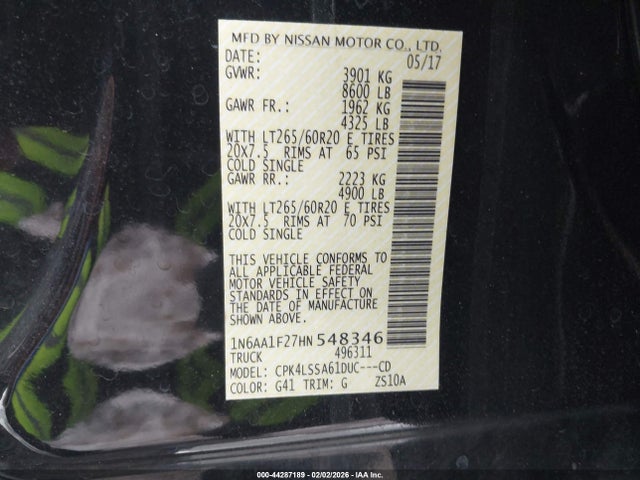 MFD BY NISSAN MOTOR CO., LTD.
DATE: 05/17
GVWR: 3901 KG
8600 LB
GAWR FR.: 1962 KG
4325 LB
WITH LT265/60R20 E TIRES
20X7.5 RIMS AT 65 PSI
COLD SINGLE
GAWR RR.: 2223 KG
4900 LB
WITH LT265/60R20 E TIRES
20X7.5 RIMS AT 70 PSI
COLD SINGLE
THIS VEHICLE CONFORMS TO
ALL APPLICABLE FEDERAL
MOTOR VEHICLE SAFETY
STANDARDS IN EFFECT ON
THE DATE OF MANUFACTURE
SHOWN ABOVE.
1N6AA1F27HN548346
TRUCK 496311
MODEL: CPK4LSSA61DUC---CD
COLOR: G41 TRIM: G ZS10A
000-44287189 - 02/02/2026 - IAA Inc.